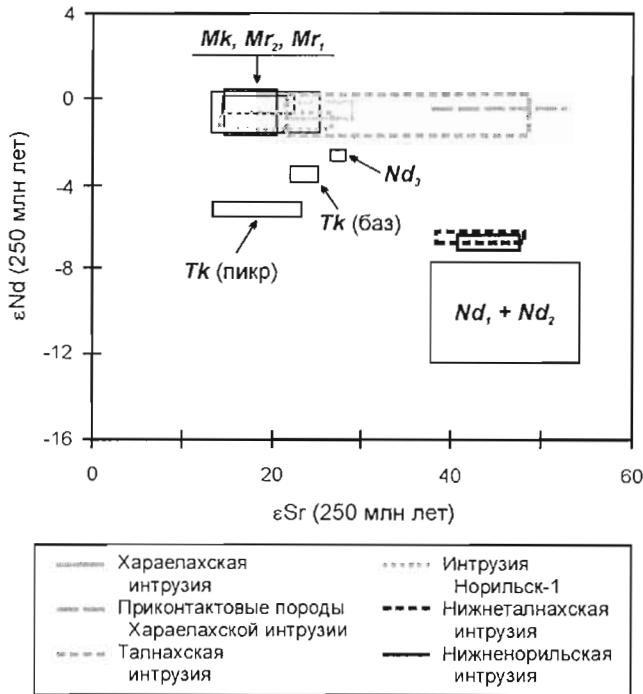 4
Mk, Mr₂, Mr₁
0
Nd₃
-4
Tk (баз)
Tk (пикр)
-8
Nd₁ + Nd₂
-12
-16
εNd (250 млн лет)
0 20 40 60
εSr (250 млн лет)
Хараелахская
интрузия
Приконтактовые породы
Хараелахской интрузии
Талнахская
интрузия
Интрузия
Норильск-1
Нижнеталнахская
интрузия
Нижненорильская
интрузия